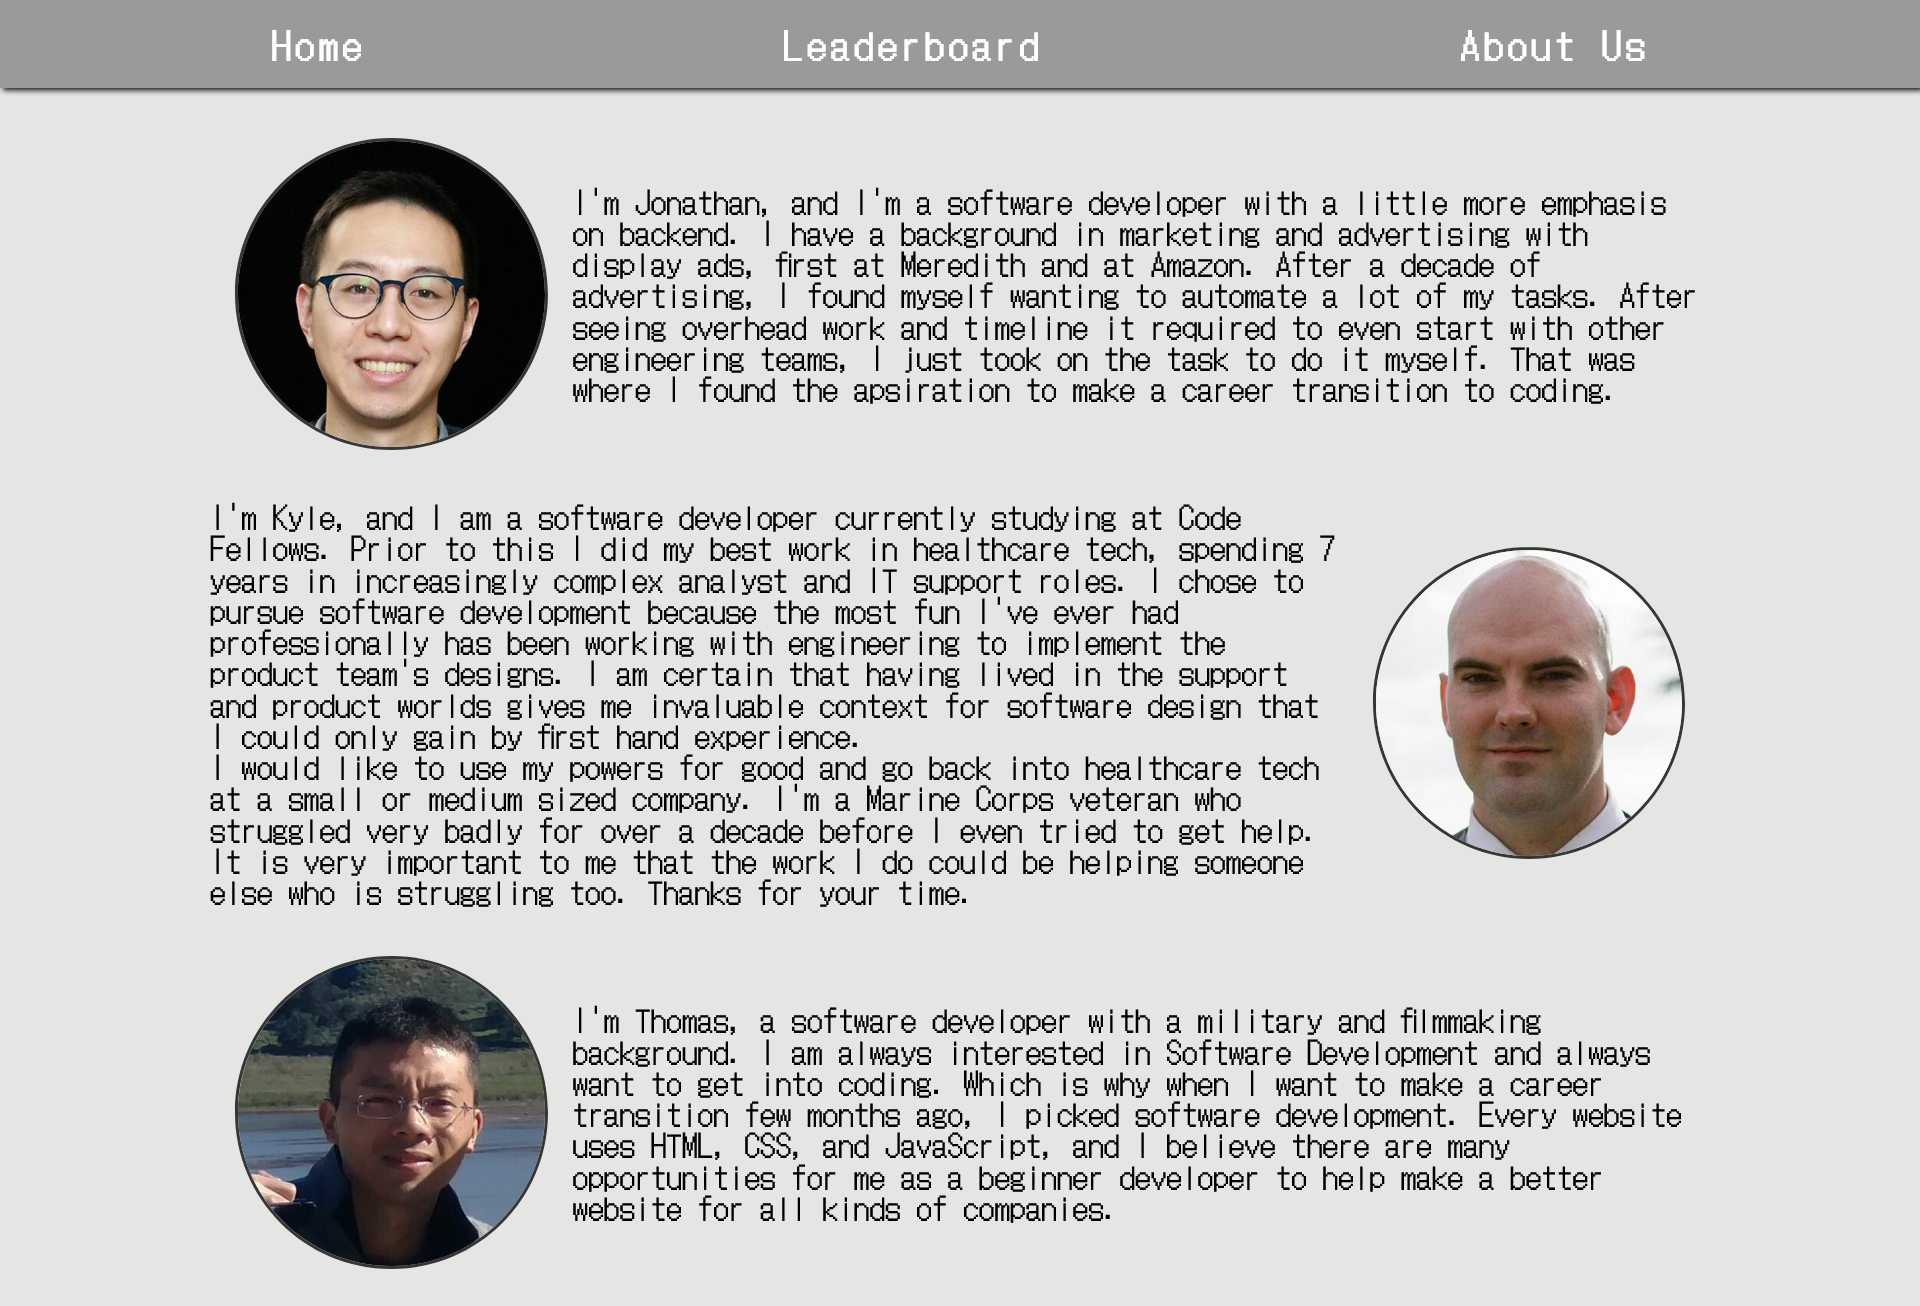 Home Leaderboard About Us
I'm Jonathan, and I'm a software developer with a little more emphasis
on backend. I have a background in marketing and advertising with
display ads, first at Meredith and at Amazon. After a decade of
advertising, I found myself wanting to automate a lot of my tasks. After
seeing overhead work and timeline it required to even start with other
engineering teams, I just took on the task to do it myself. That was
where I found the apsiration to make a career transition to coding.
I'm Kyle, and I am a software developer currently studying at Code
Fellows. Prior to this I did my best work in healthcare tech, spending 7
years in increasingly complex analyst and IT support roles. I chose to
pursue software development because the most fun I've ever had
professionally has been working with engineering to implement the
product team's designs. I am certain that having lived in the support
and product worlds gives me invaluable context for software design that
I could only gain by first hand experience.
I would like to use my powers for good and go back into healthcare tech
at a small or medium sized company. I'm a Marine Corps veteran who
struggled very badly for over a decade before I even tried to get help.
It is very important to me that the work I do could be helping someone
else who is struggling too. Thanks for your time.
I'm Thomas, a software developer with a military and filmmaking
background. I am always interested in Software Development and always
want to get into coding. Which is why when I want to make a career
transition few months ago, I picked software development. Every website
uses HTML, CSS, and JavaScript, and I believe there are many
opportunities for me as a beginner developer to help make a better
website for all kinds of companies.